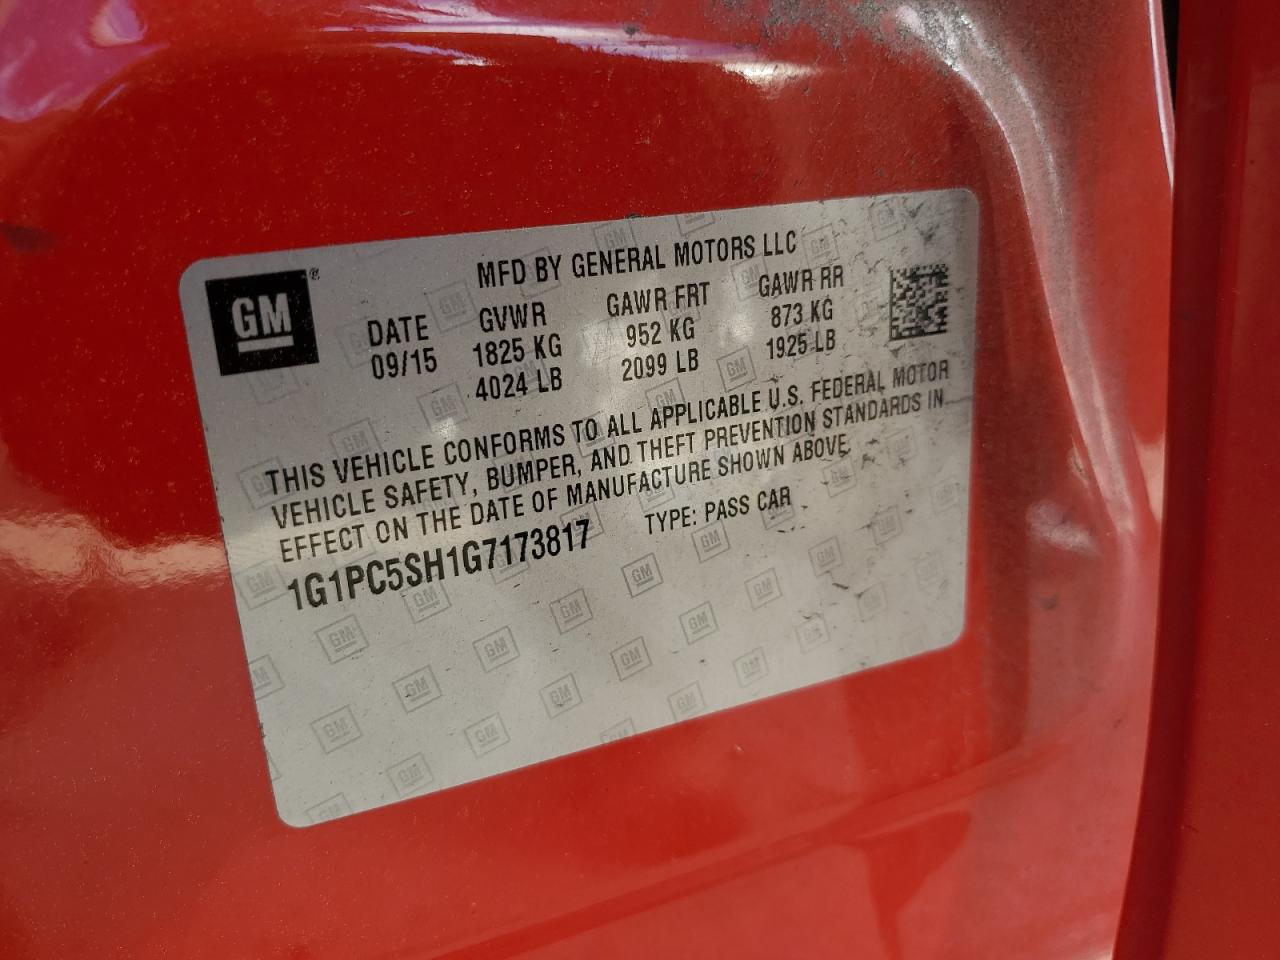 GM®
MFD BY GENERAL MOTORS LLC
DATE GVWR GAWR FRT GAWR RR
09/15 1825 KG 952 KG 873 KG
4024 LB 2099 LB 1925 LB
THIS VEHICLE CONFORMS TO ALL APPLICABLE U.S. FEDERAL MOTOR
VEHICLE SAFETY, BUMPER, AND THEFT PREVENTION STANDARDS IN
EFFECT ON THE DATE OF MANUFACTURE SHOWN ABOVE.
1G1PC5SH1G7173817 TYPE: PASS CAR